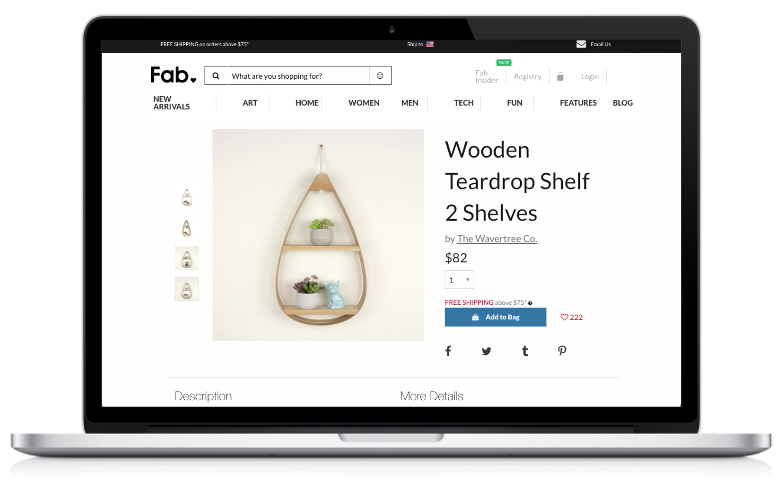 FREE SHIPPING on orders above $75*
Ship to
Email Us
Fab
What are you shopping for?
NEW
Fab
Insider
Registry
Login
NEW
ARRIVALS
ART
HOME
WOMEN
MEN
TECH
FUN
FEATURES
BLOG
Wooden
Teardrop Shelf
2 Shelves
by The Wavertree Co.
$82
1
FREE SHIPPING above $75*
Add to Bag
222
Description
More Details